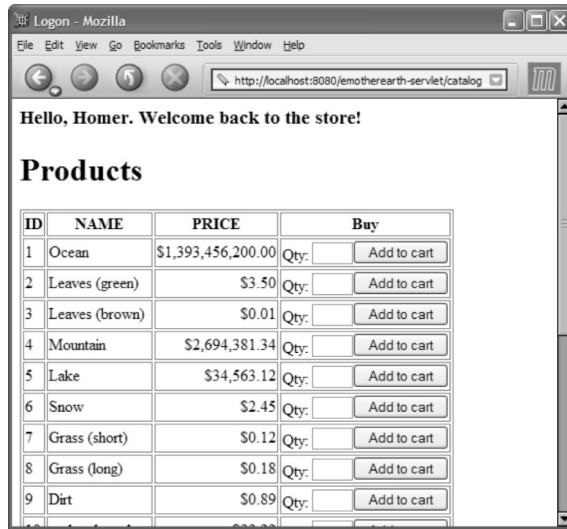 Logon - Mozilla
File Edit View Go Bookmarks Tools Window Help
http://localhost:8080/emotherearth-servlet/catalog
Hello, Homer. Welcome back to the store!
Products
ID NAME PRICE Buy
1 Ocean $1,393,456,200.00 Qty: Add to cart
2 Leaves (green) $3.50 Qty: Add to cart
3 Leaves (brown) $0.01 Qty: Add to cart
4 Mountain $2,694,381.34 Qty: Add to cart
5 Lake $34,563.12 Qty: Add to cart
6 Snow $2.45 Qty: Add to cart
7 Grass (short) $0.12 Qty: Add to cart
8 Grass (long) $0.18 Qty: Add to cart
9 Dirt $0.89 Qty: Add to cart